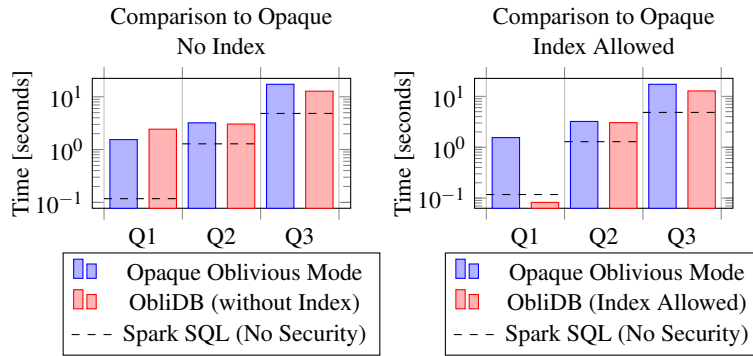 Comparison to Opaque
No Index
Time [seconds]
10^1
10^0
10^−1
Q1 Q2 Q3
Opaque Oblivious Mode
ObliDB (without Index)
Spark SQL (No Security)
Comparison to Opaque
Index Allowed
Time [seconds]
10^1
10^0
10^−1
Q1 Q2 Q3
Opaque Oblivious Mode
ObliDB (Index Allowed)
Spark SQL (No Security)